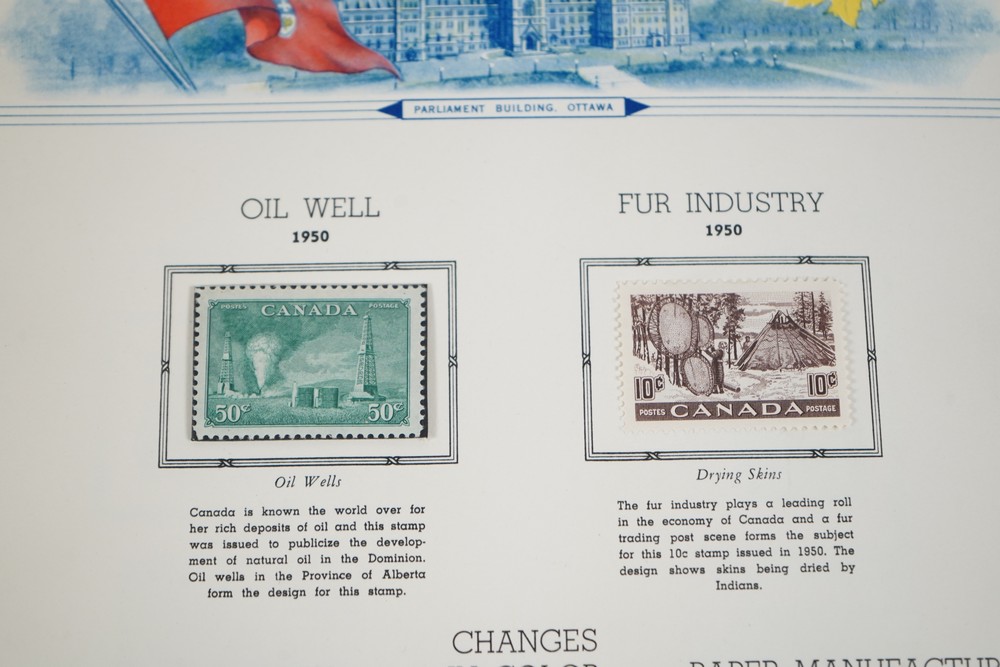 PARLIAMENT BUILDING, OTTAWA
OIL WELL
1950
POSTES CANADA POSTAGE
50¢ 50¢
Oil Wells
Canada is known the world over for
her rich deposits of oil and this stamp
was issued to publicize the develop-
ment of natural oil in the Dominion.
Oil wells in the Province of Alberta
form the design for this stamp.
FUR INDUSTRY
1950
10¢ 10¢
POSTES CANADA POSTAGE
Drying Skins
The fur industry plays a leading roll
in the economy of Canada and a fur
trading post scene forms the subject
for this 10c stamp issued in 1950. The
design shows skins being dried by
Indians.
CHANGES
IN COLOR
PAPER MANUFACTUR